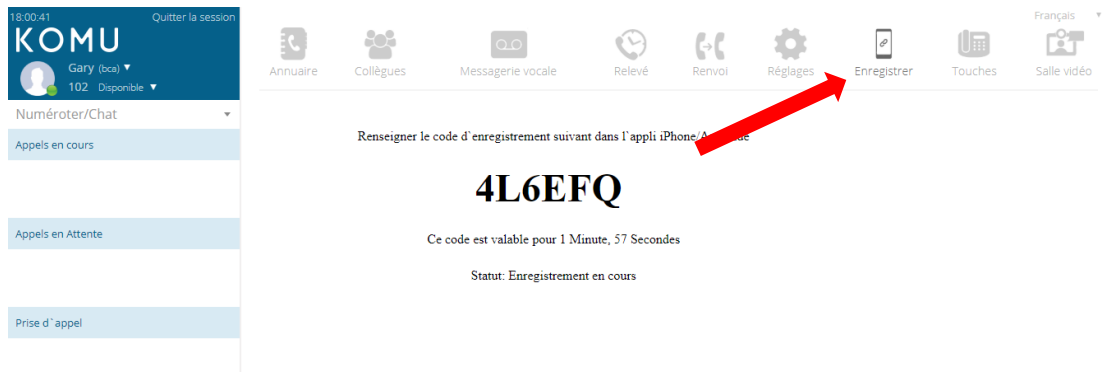 18:00:41 Quitter la session
KOMU
Gary (bca) ▼
102 Disponible ▼
Numéroter/Chat
Appels en cours
Appels en Attente
Prise d`appel
Français
Annuaire Collègues Messagerie vocale Relevé Renvoi Réglages Enregistrer Touches Salle vidéo
Renseigner le code d`enregistrement suivant dans l`appli
4L6EFQ
Ce code est valable pour 1 Minute, 57 Secondes
Statut: Enregistrement en cours